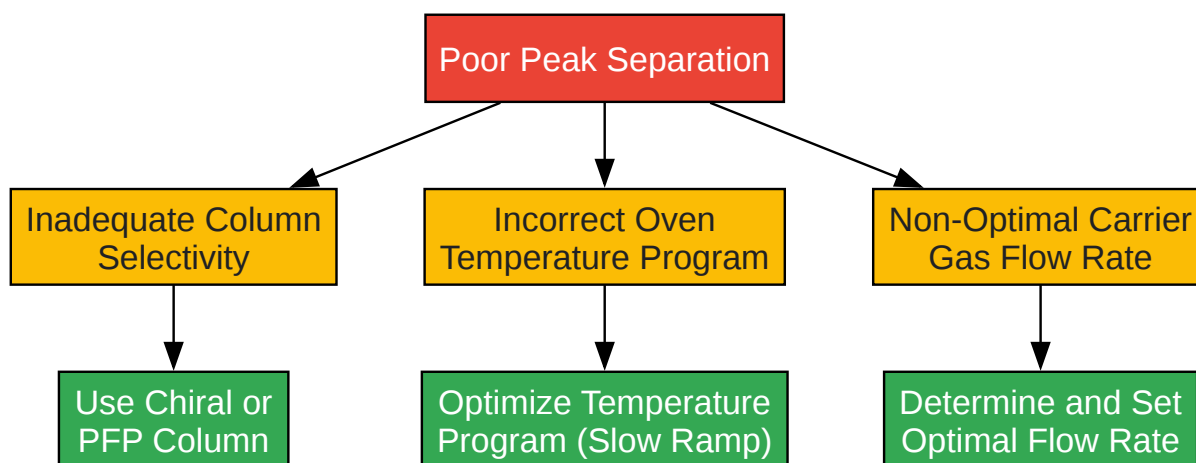 Poor Peak Separation
Inadequate Column
Selectivity
Incorrect Oven
Temperature Program
Non-Optimal Carrier
Gas Flow Rate
Use Chiral or
PFP Column
Optimize Temperature
Program (Slow Ramp)
Determine and Set
Optimal Flow Rate